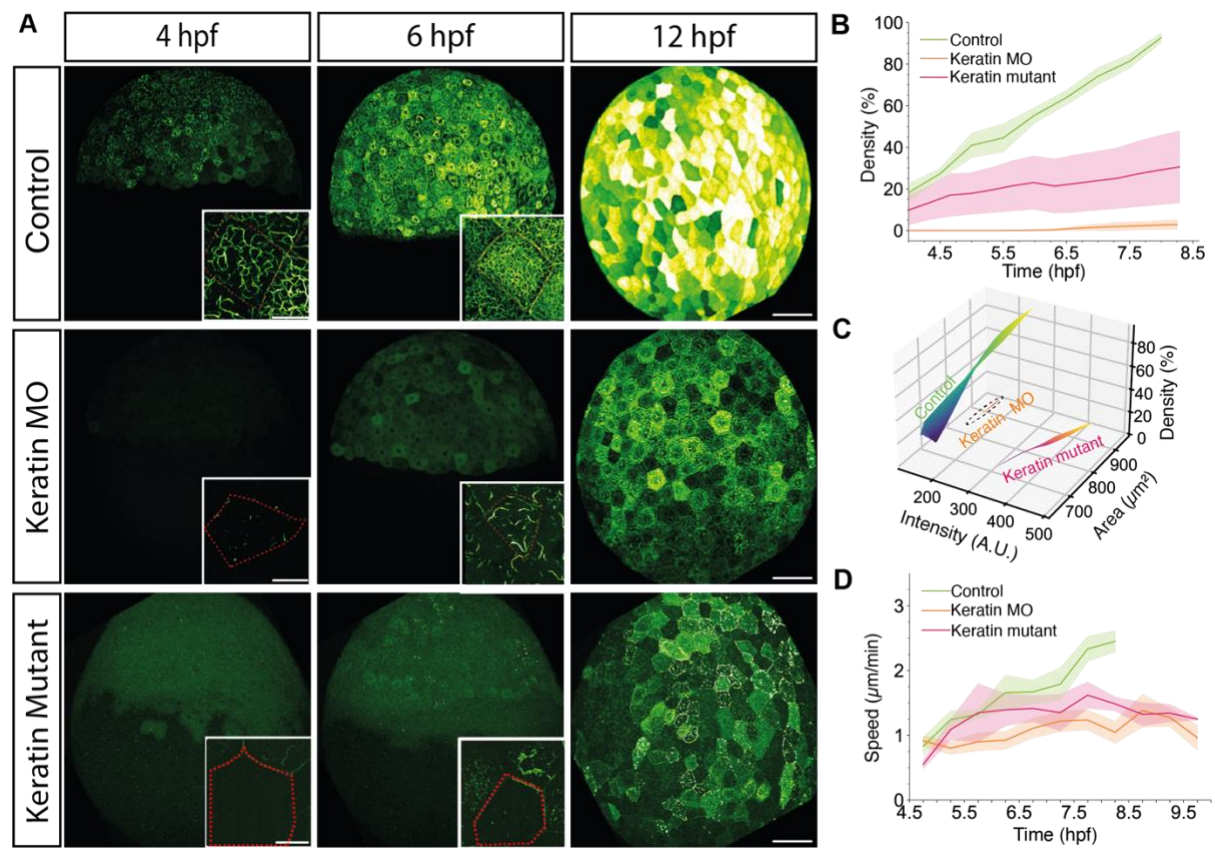 A
4 hpf
6 hpf
12 hpf
Control
Keratin MO
Keratin Mutant
B
100
80
60
40
20
0
Density (%)
Control
Keratin MO
Keratin mutant
4.5
5.5
6.5
7.5
8.5
Time (hpf)
C
Control
Keratin MO
Keratin mutant
80
60
40
20
0
Density (%)
900
800
700
Area (µm²)
200
300
400
500
Intensity (A.U.)
D
3
2
1
0
Speed (µm/min)
Control
Keratin MO
Keratin mutant
4.5
5.5
6.5
7.5
8.5
9.5
Time (hpf)